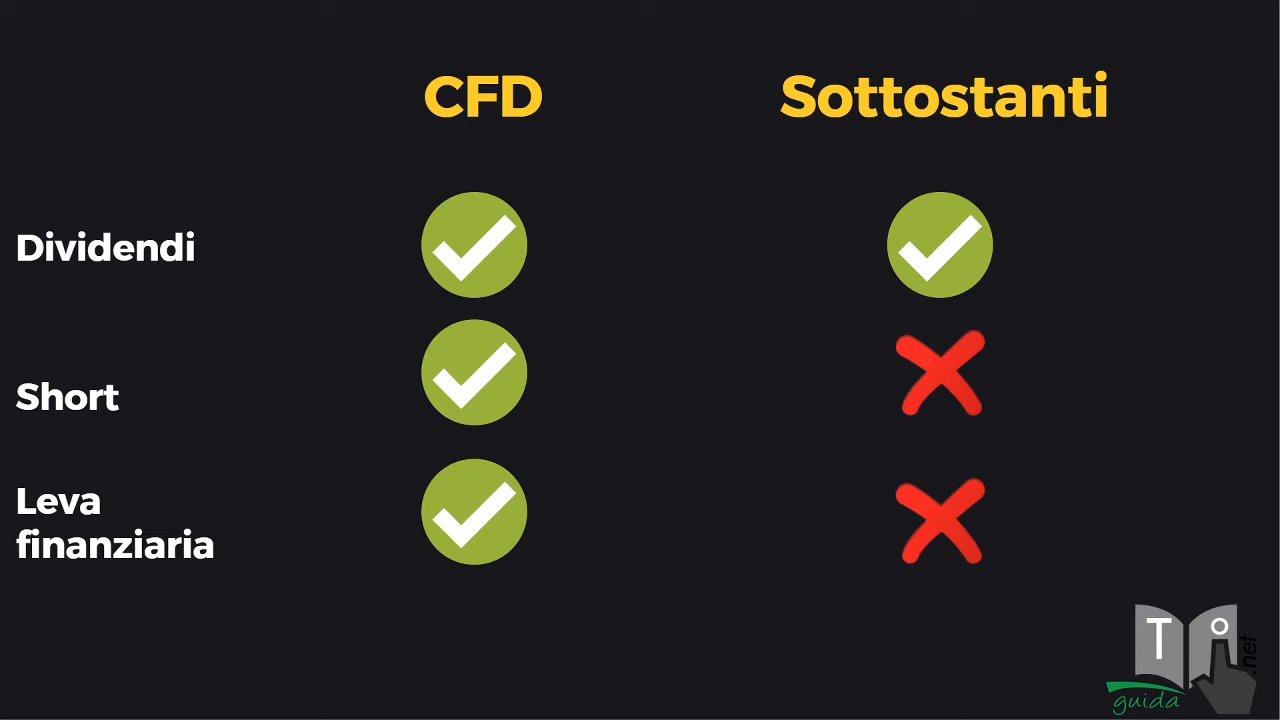 CFD
Sottostanti
Dividendi
Short
Leva
finanziaria
T
.net
guida